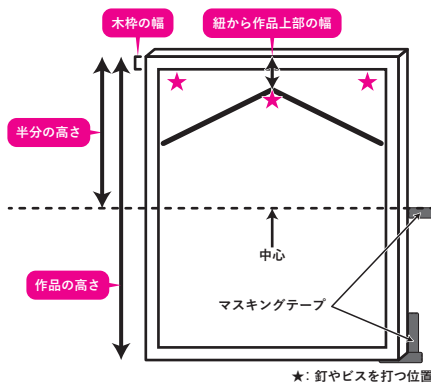 木枠の幅
紐から作品上部の幅
半分の高さ
中心
作品の高さ
マスキングテープ
★：釘やビスを打つ位置